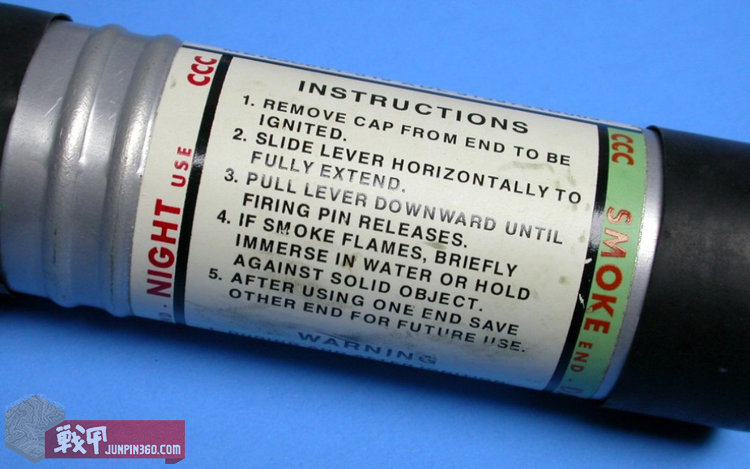 CCC
NIGHT USE
INSTRUCTIONS
1. REMOVE CAP FROM END TO BE
IGNITED.
2. SLIDE LEVER HORIZONTALLY TO
FULLY EXTEND.
3. PULL LEVER DOWNWARD UNTIL
FIRING PIN RELEASES.
4. IF SMOKE FLAMES, BRIEFLY
IMMERSE IN WATER OR HOLD
AGAINST SOLID OBJECT.
5. AFTER USING ONE END SAVE
OTHER END FOR FUTURE USE.
WARNING
CCC
SMOKE END.
战甲
JUNPIN360.COM